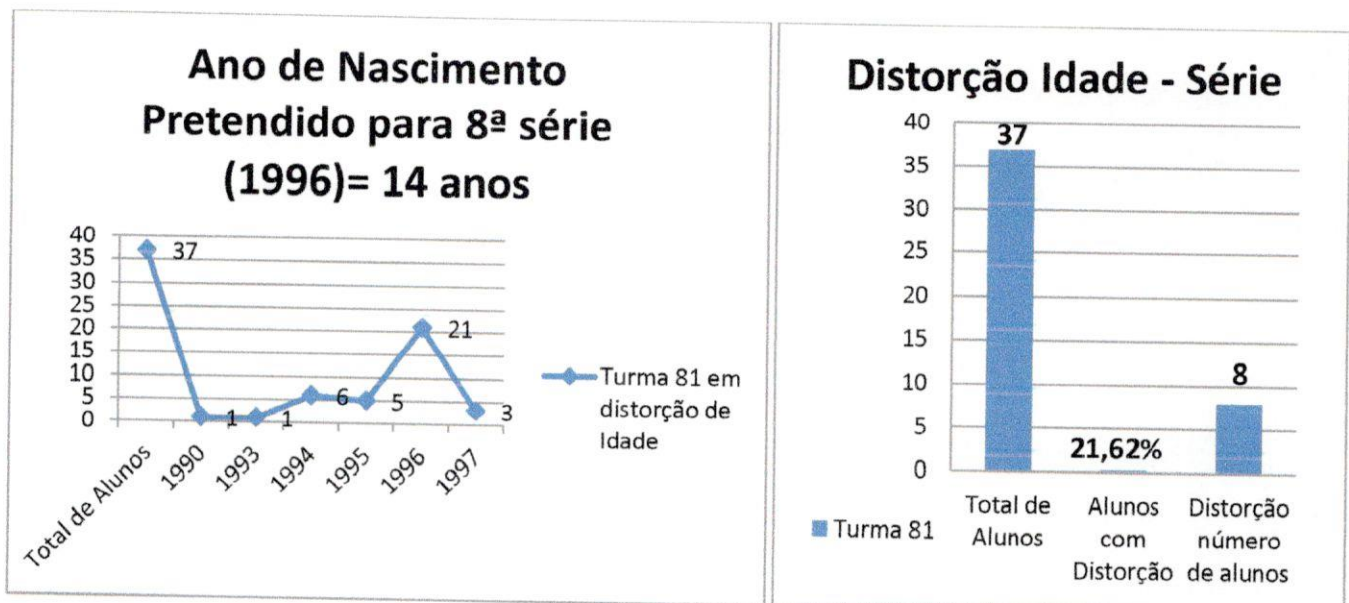 Ano de Nascimento
Pretendido para 8ª série
(1996)= 14 anos
40
35
30
25
20
15
10
5
0
37
1
1
6
5
21
3
Total de Alunos
1990
1993
1994
1995
1996
1997
Turma 81 em
distorção de
Idade
Distorção Idade - Série
40
35
30
25
20
15
10
5
0
37
21,62%
8
Total de
Alunos
Alunos
com
Distorção
Distorção
número
de alunos
Turma 81